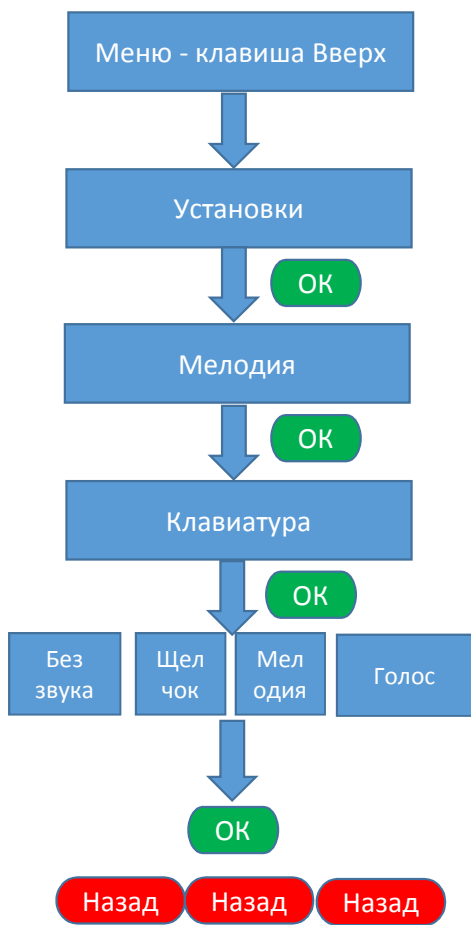 Меню - клавиша Вверх
Установки
ОК
Мелодия
ОК
Клавиатура
ОК
Без
звука
Щел
чок
Мел
одия
Голос
ОК
Назад
Назад
Назад